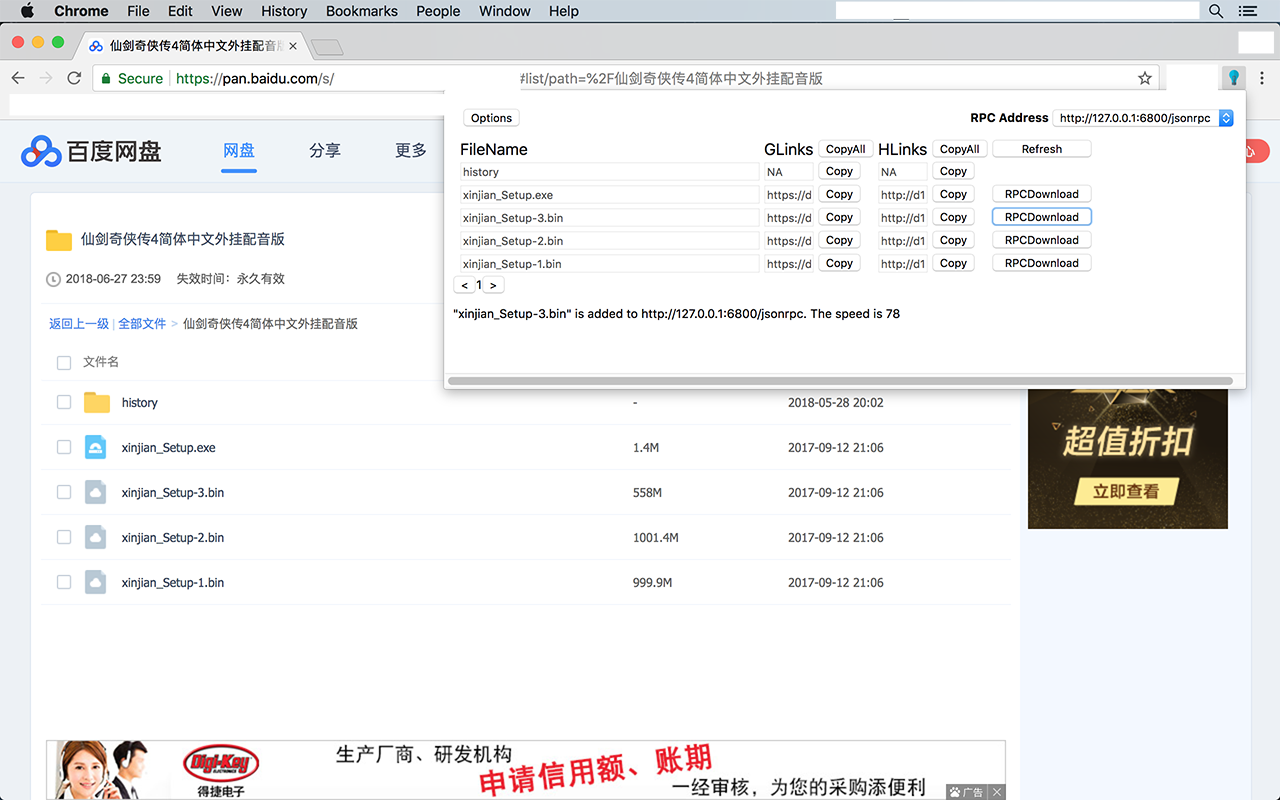 Chrome File Edit View History Bookmarks People Window Help
仙剑奇侠传4简体中文外挂配音版
Secure https://pan.baidu.com/s/ #list/path=%2F仙剑奇侠传4简体中文外挂配音版
百度网盘 网盘 分享 更多
Options RPC Address http://127.0.0.1:6800/jsonrpc
FileName GLinks CopyAll HLinks CopyAll Refresh
history NA Copy NA Copy
xinjian_Setup.exe https://d Copy http://d1 Copy RPCDownload
xinjian_Setup-3.bin https://d Copy http://d1 Copy RPCDownload
xinjian_Setup-2.bin https://d Copy http://d1 Copy RPCDownload
xinjian_Setup-1.bin https://d Copy http://d1 Copy RPCDownload
< 1 >
"xinjian_Setup-3.bin" is added to http://127.0.0.1:6800/jsonrpc. The speed is 78
仙剑奇侠传4简体中文外挂配音版
2018-06-27 23:59 失效时间：永久有效
返回上一级 | 全部文件 > 仙剑奇侠传4简体中文外挂配音版
文件名
history - 2018-05-28 20:02
xinjian_Setup.exe 1.4M 2017-09-12 21:06
xinjian_Setup-3.bin 558M 2017-09-12 21:06
xinjian_Setup-2.bin 1001.4M 2017-09-12 21:06
xinjian_Setup-1.bin 999.9M 2017-09-12 21:06
超值折扣
立即查看
Digi-Key
ELECTRONICS
得捷电子
生产厂商、研发机构
申请信用额、账期
一经审核，为您的采购添便利
广告